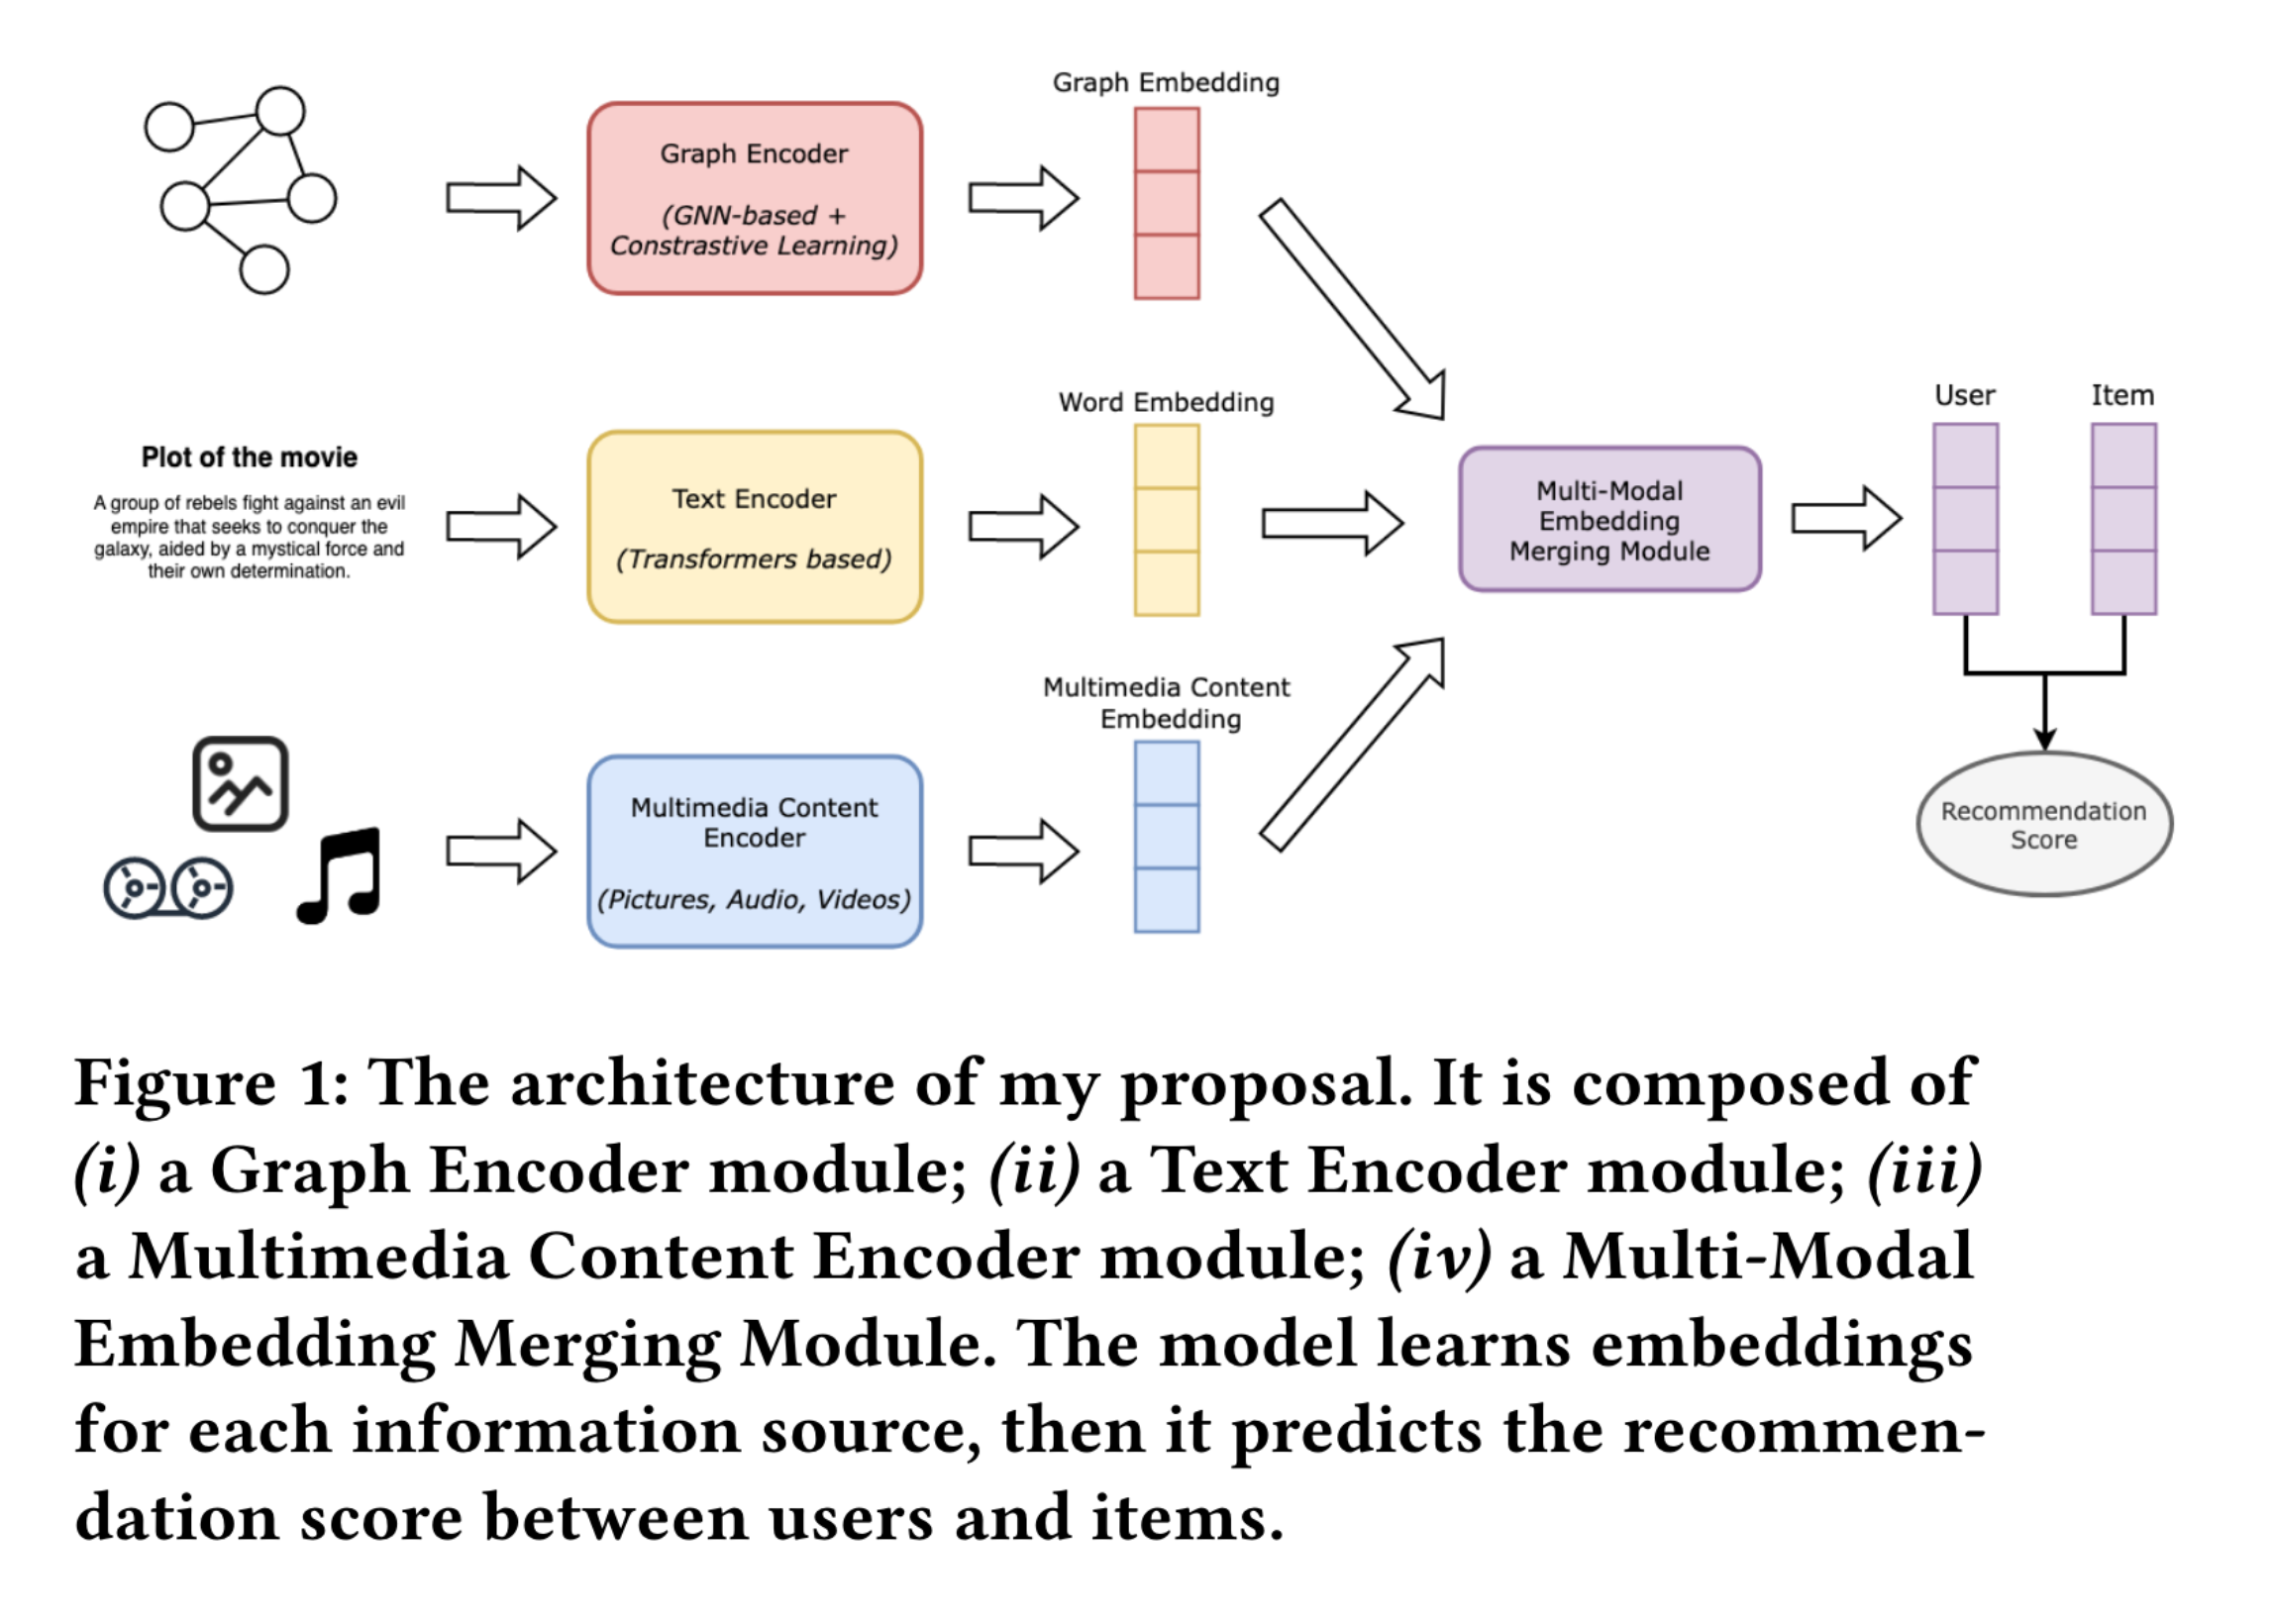 Graph Embedding
Graph Encoder
(GNN-based +
Constrastive Learning)
Word Embedding
Plot of the movie
A group of rebels fight against an evil
empire that seeks to conquer the
galaxy, aided by a mystical force and
their own determination.
Text Encoder
(Transformers based)
Multi-Modal
Embedding
Merging Module
User
Item
Multimedia Content
Embedding
Multimedia Content
Encoder
(Pictures, Audio, Videos)
Recommendation
Score
Figure 1: The architecture of my proposal. It is composed of
(i) a Graph Encoder module; (ii) a Text Encoder module; (iii)
a Multimedia Content Encoder module; (iv) a Multi-Modal
Embedding Merging Module. The model learns embeddings
for each information source, then it predicts the recommen-
dation score between users and items.